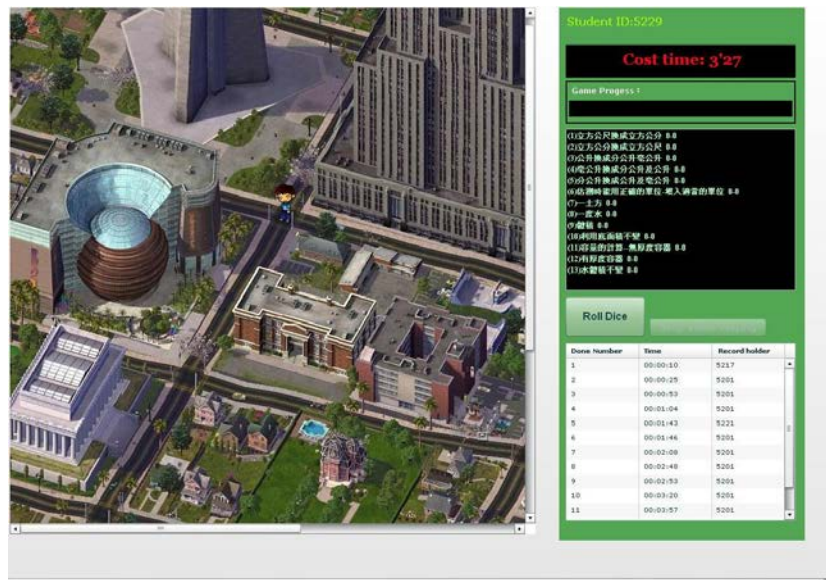 Student ID:5229
Cost time: 3'27
Game Progess :
(1)立方公尺換成立方公分 0-0
(2)立方公分換成立方公尺 0-0
(3)公升換成分公升毫公升 0-0
(4)毫公升換成分公升及公升 0-0
(5)分公升換成公升及毫公升 0-0
(6)估測時能用正確的單位-填入適當的單位 0-0
(7)一土方 0-0
(8)一度水 0-0
(9)體積 0-0
(10)利用底面積不變 0-0
(11)容量的計算-無厚度容器 0-0
(12)有厚度容器 0-0
(13)水體積不變 0-0
Roll Dice
Done Number Time Record holder
1 00:00:10 5217
2 00:00:25 5201
3 00:00:53 5201
4 00:01:04 5201
5 00:01:43 5221
6 00:01:46 5201
7 00:02:08 5201
8 00:02:48 5201
9 00:02:53 5201
10 00:03:20 5201
11 00:03:57 5201